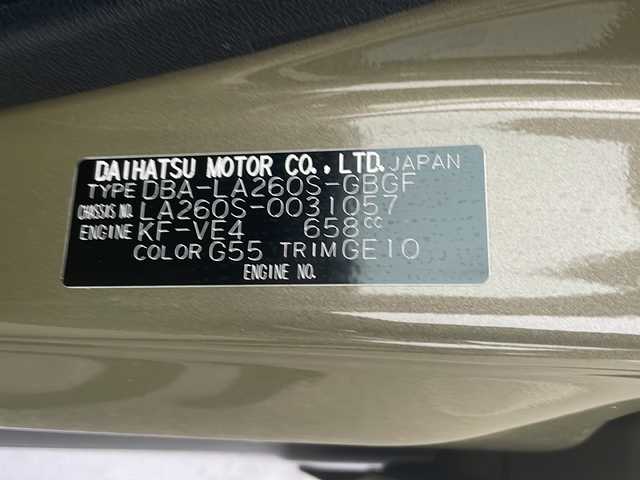 DAIHATSU MOTOR CO., LTD. JAPAN
TYPE DBA-LA260S-GBGF
CHASSIS NO. LA260S-0031057
ENGINE KF-VE4 658cc
COLOR G55 TRIM GE10
ENGINE NO.